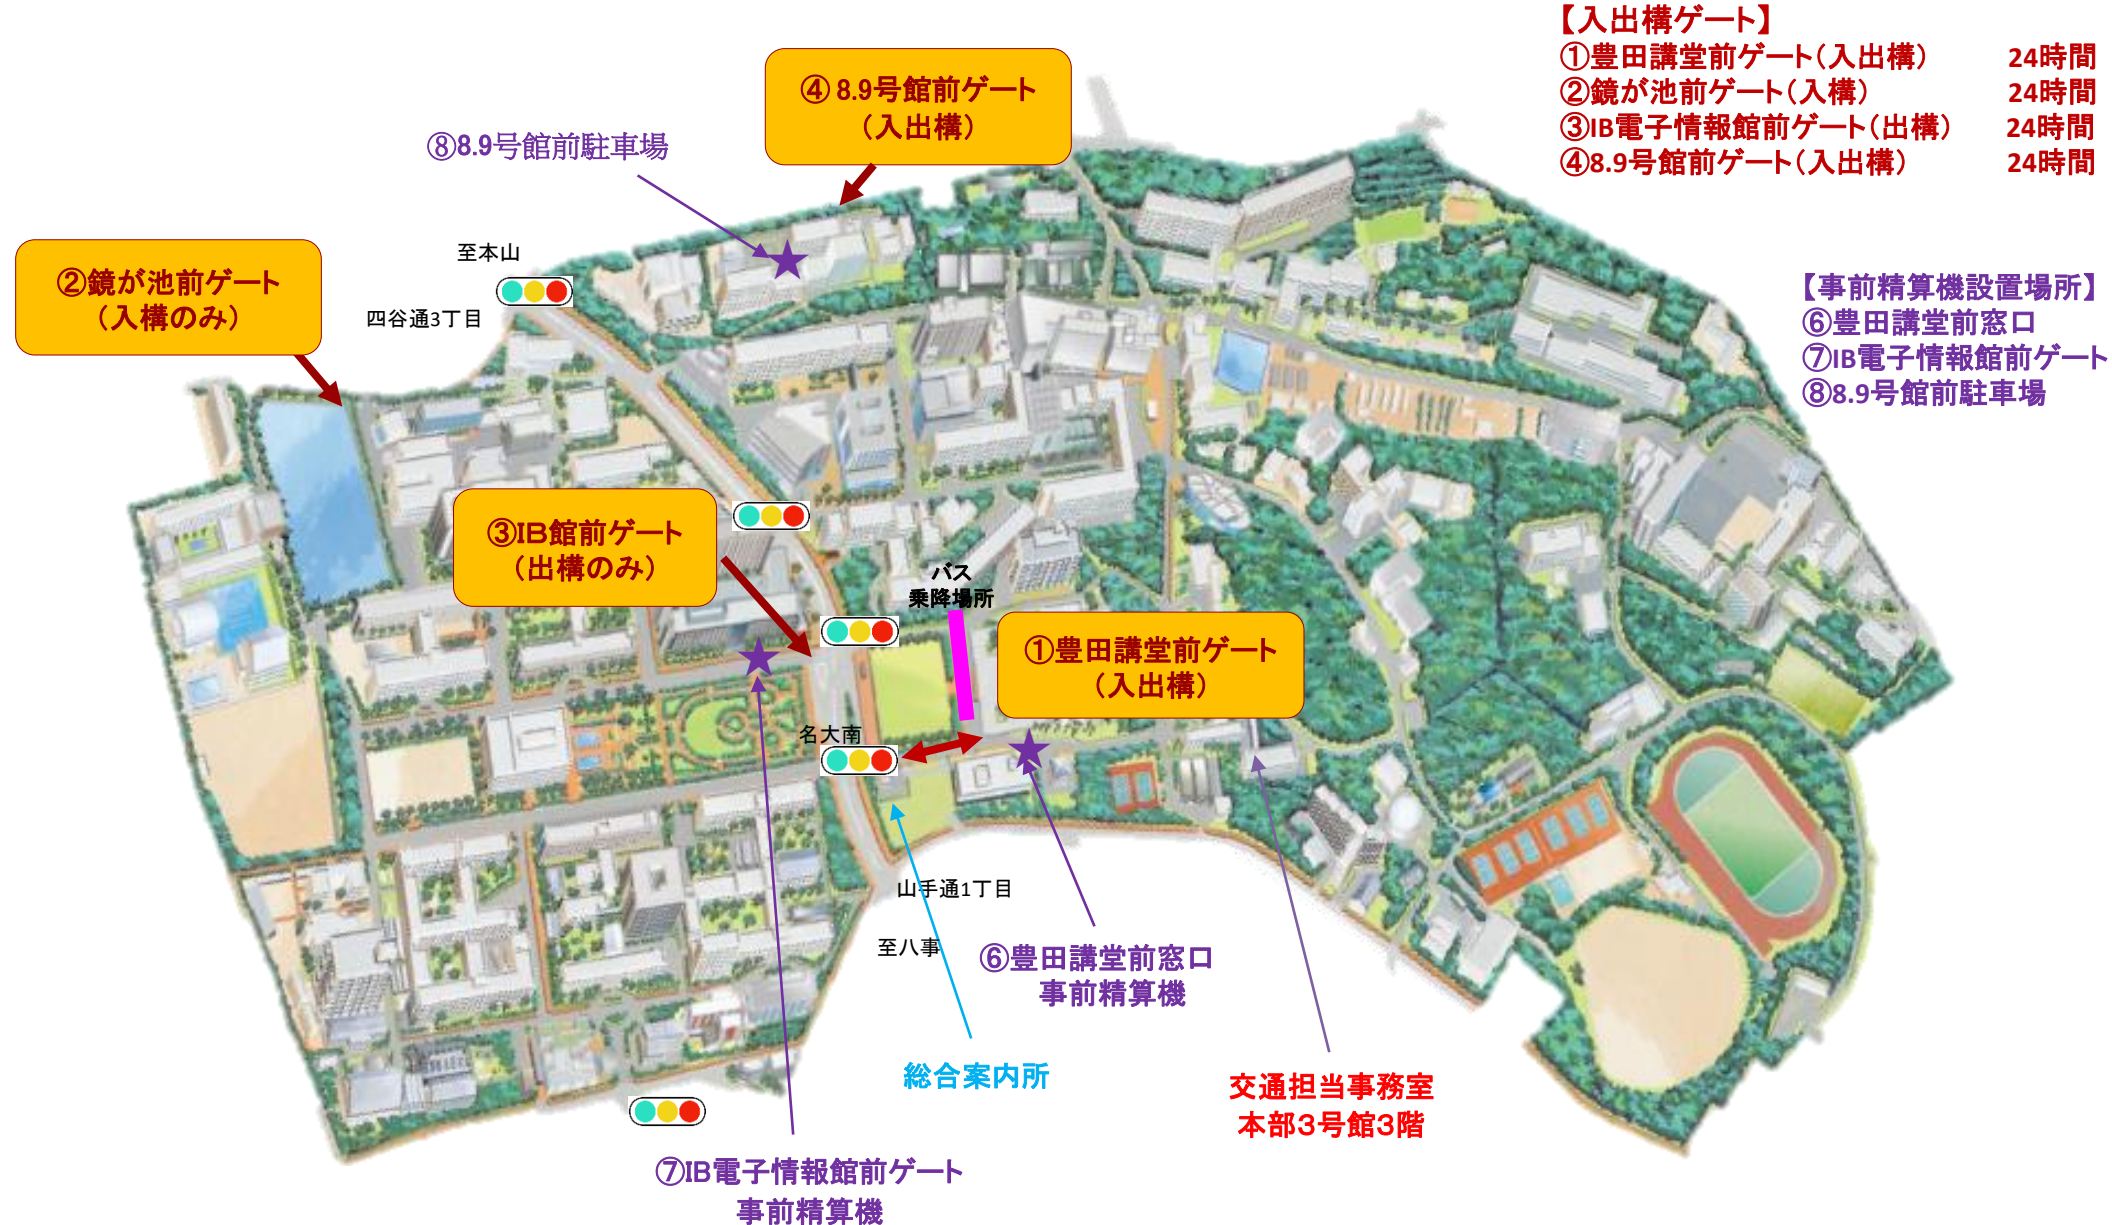 【入出構ゲート】
①豊田講堂前ゲート(入出構) 24時間
②鏡が池前ゲート(入構) 24時間
③IB電子情報館前ゲート(出構) 24時間
④8.9号館前ゲート(入出構) 24時間
④8.9号館前ゲート
(入出構)
⑧8.9号館前駐車場
至本山
四谷通3丁目
②鏡が池前ゲート
(入構のみ)
【事前精算機設置場所】
⑥豊田講堂前窓口
⑦IB電子情報館前ゲート
⑧8.9号館前駐車場
③IB館前ゲート
(出構のみ)
バス
乗降場所
①豊田講堂前ゲート
(入出構)
名大南
山手通1丁目
至八事
⑥豊田講堂前窓口
事前精算機
総合案内所
交通担当事務室
本部3号館3階
⑦IB電子情報館前ゲート
事前精算機